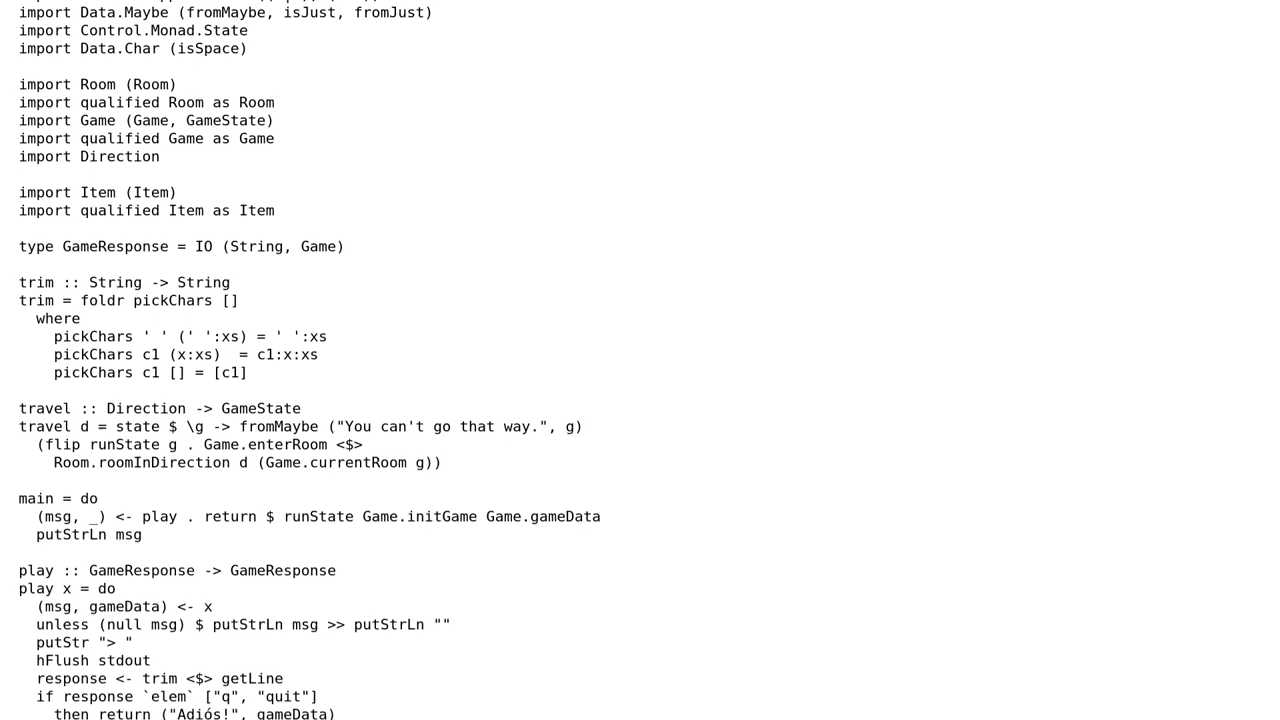 import Data.Maybe (fromMaybe, isJust, fromJust)
import Control.Monad.State
import Data.Char (isSpace)

import Room (Room)
import qualified Room as Room
import Game (Game, GameState)
import qualified Game as Game
import Direction

import Item (Item)
import qualified Item as Item

type GameResponse = IO (String, Game)

trim :: String -> String
trim = foldr pickChars []
  where
    pickChars ' ' (' ':xs) = ' ':xs
    pickChars c1 (x:xs)  = c1:x:xs
    pickChars c1 [] = [c1]

travel :: Direction -> GameState
travel d = state $ \g -> fromMaybe ("You can't go that way.", g)
  (flip runState g . Game.enterRoom <$>
    Room.roomInDirection d (Game.currentRoom g))

main = do
  (msg, _) <- play . return $ runState Game.initGame Game.gameData
  putStrLn msg

play :: GameResponse -> GameResponse
play x = do
  (msg, gameData) <- x
  unless (null msg) $ putStrLn msg >> putStrLn ""
  putStr "> "
  hFlush stdout
  response <- trim <$> getLine
  if response `elem` ["q", "quit"]
    then return ("Adiós!", gameData)